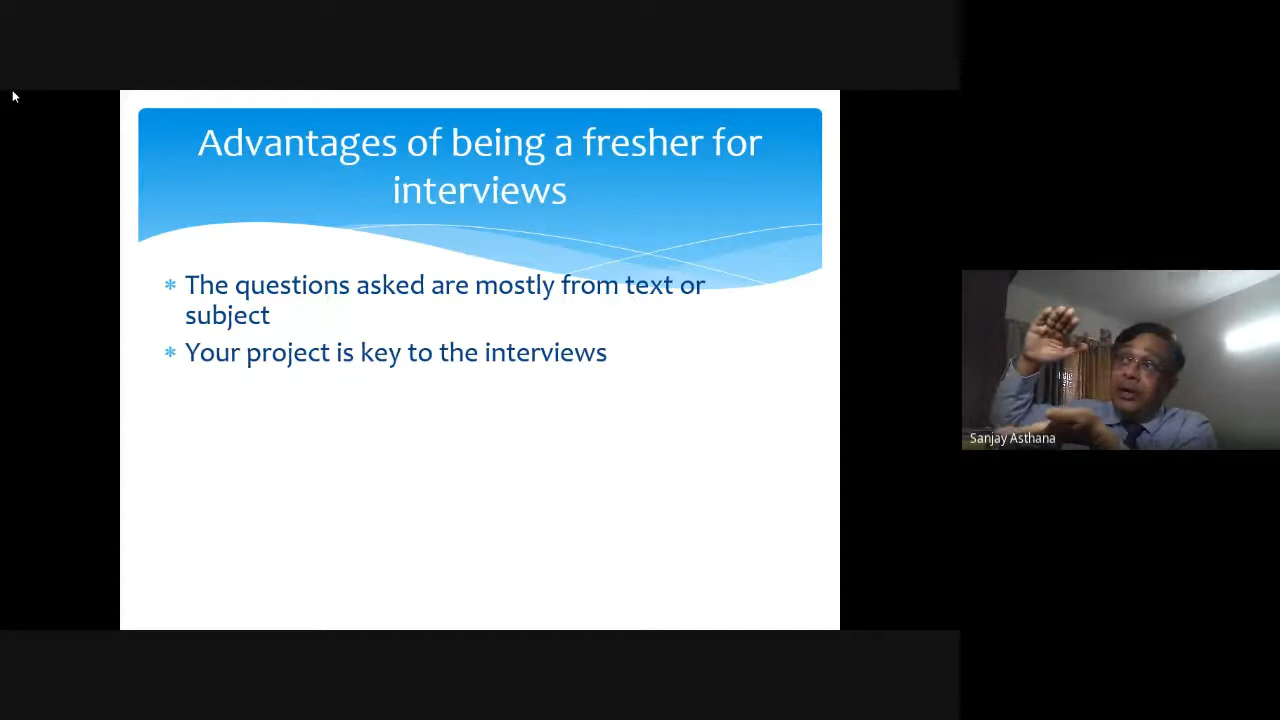 Advantages of being a fresher for
interviews
* The questions asked are mostly from text or
subject
* Your project is key to the interviews
Sanjay Asthana